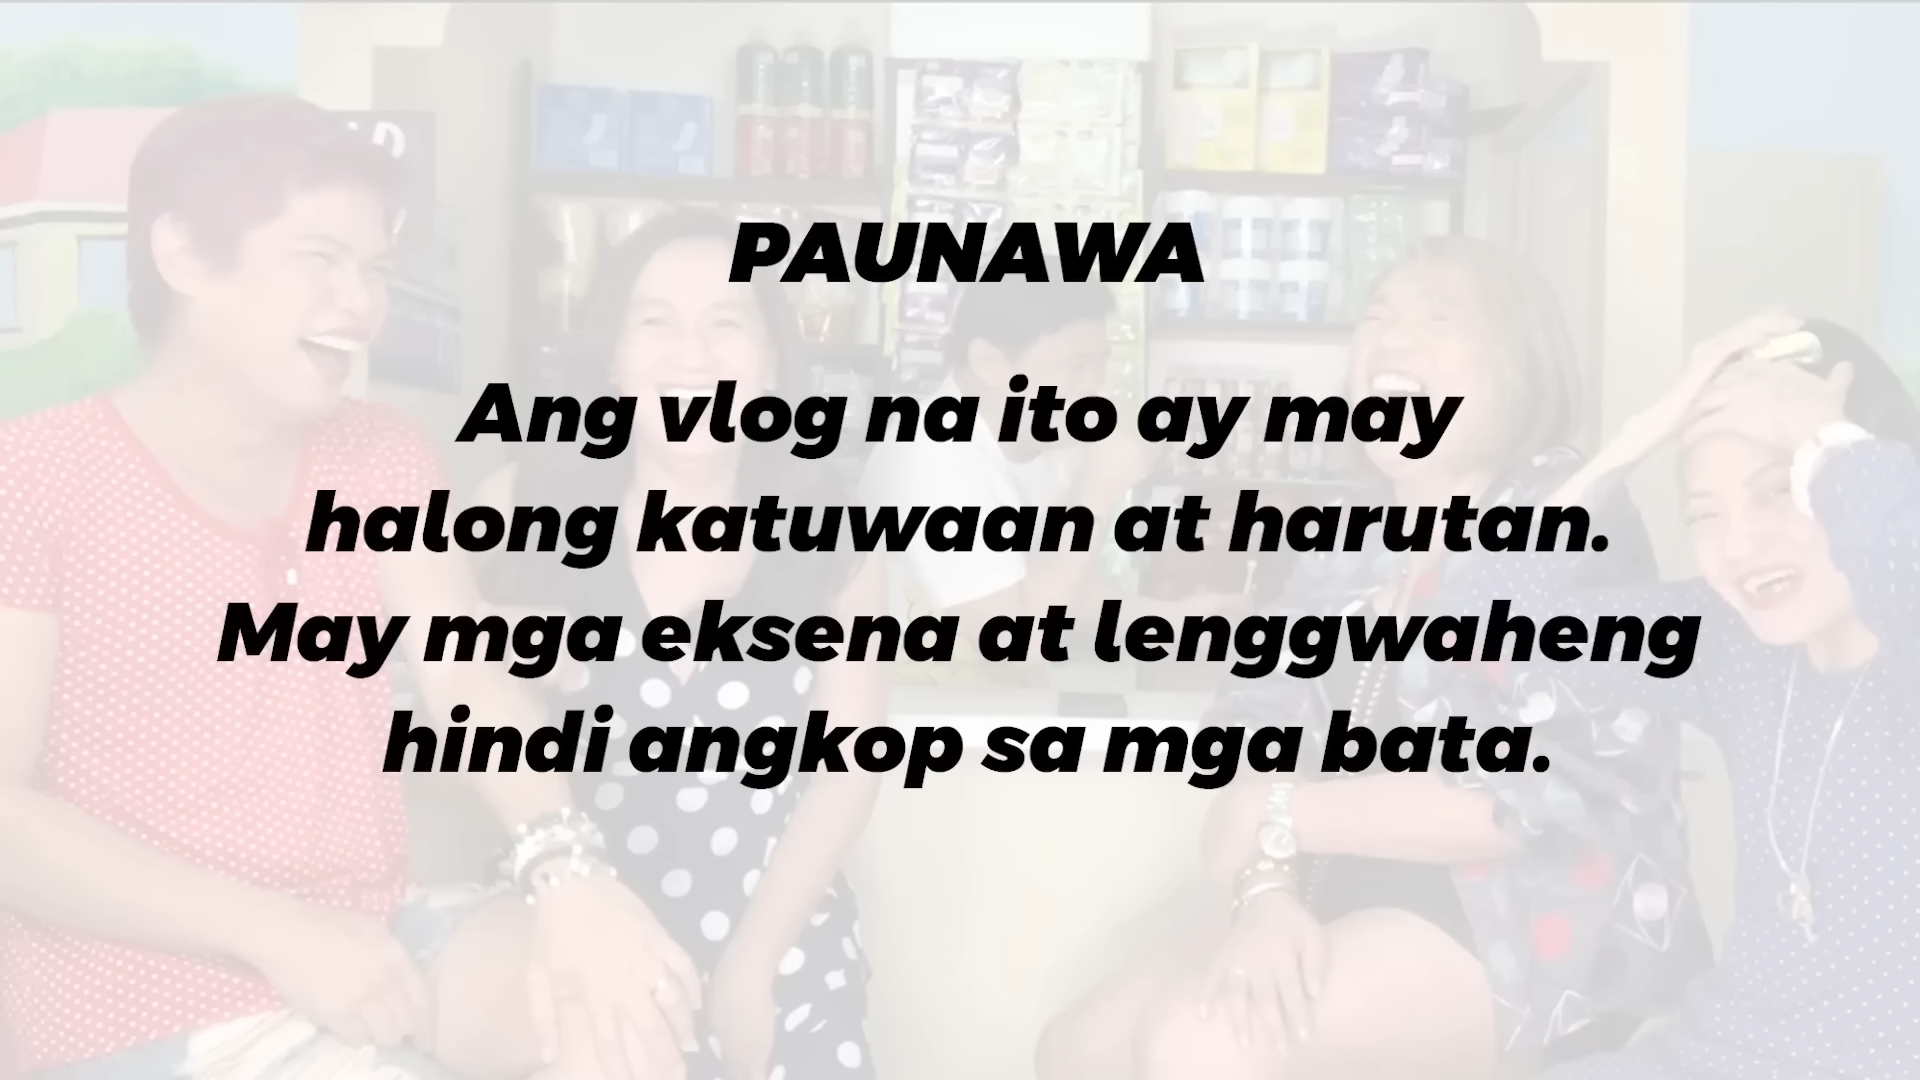 PAUNAWA
Ang vlog na ito ay may
halong katuwaan at harutan.
May mga eksena at lenggwaheng
hindi angkop sa mga bata.